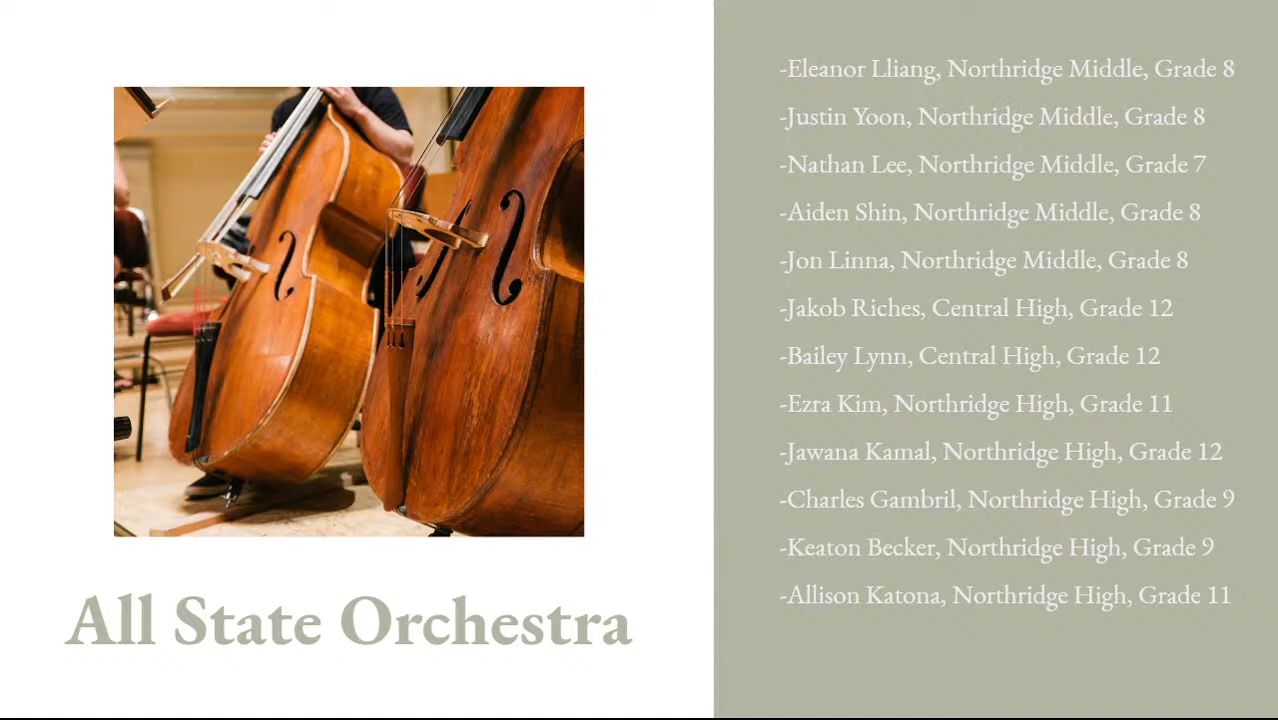 -Eleanor Lliang, Northridge Middle, Grade 8
-Justin Yoon, Northridge Middle, Grade 8
-Nathan Lee, Northridge Middle, Grade 7
-Aiden Shin, Northridge Middle, Grade 8
-Jon Linna, Northridge Middle, Grade 8
-Jakob Riches, Central High, Grade 12
-Bailey Lynn, Central High, Grade 12
-Ezra Kim, Northridge High, Grade 11
-Jawana Kamal, Northridge High, Grade 12
-Charles Gambril, Northridge High, Grade 9
-Keaton Becker, Northridge High, Grade 9
-Allison Katona, Northridge High, Grade 11
All State Orchestra